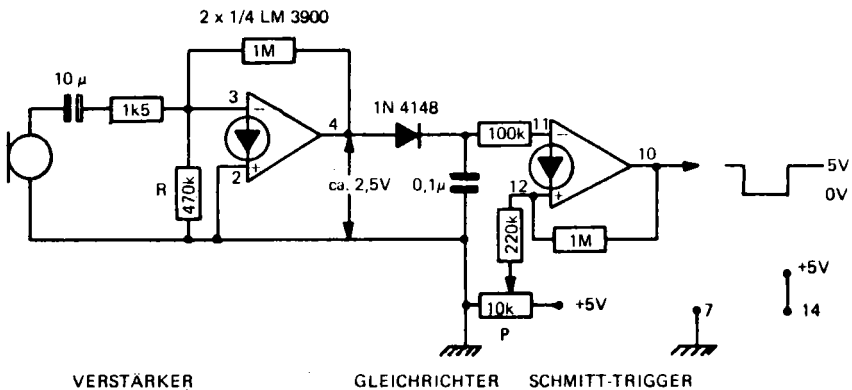 2 x 1/4 LM 3900
1M
10 µ
1k5
3
−
4
1N 4148
100k
11
−
10
5V
0V
2
+
R
470k
ca. 2,5V
0,1µ
12
+
220k
1M
+5V
10k
+5V
P
7
14
VERSTÄRKER
GLEICHRICHTER
SCHMITT-TRIGGER